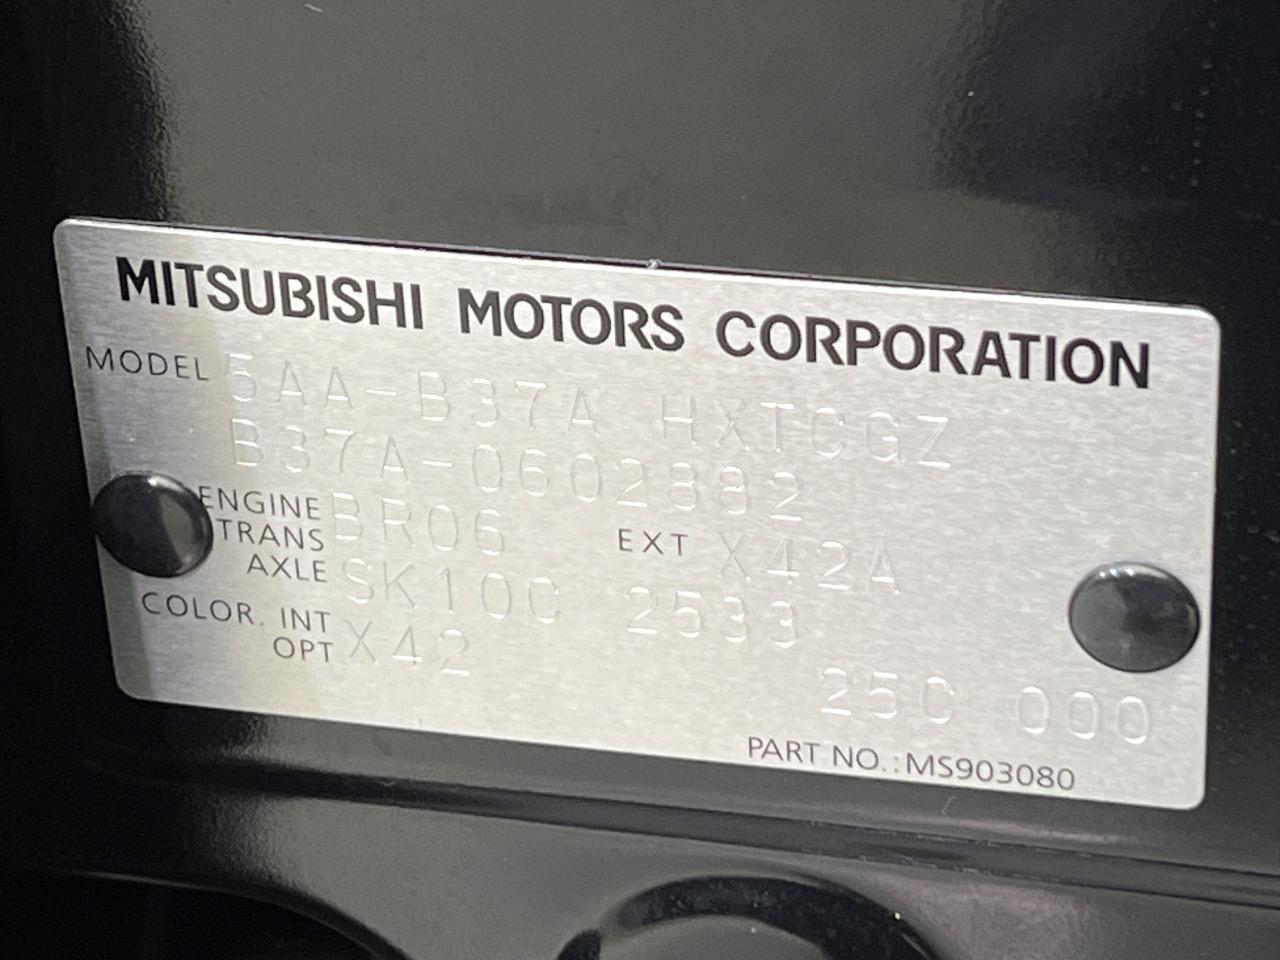 MITSUBISHI MOTORS CORPORATION
MODEL 5AA-B37A HXTCGZ
B37A-0602882
ENGINE BR06 EXT X42A
TRANS
AXLE SK10C 2533
COLOR. INT
OPT X42
25C 000
PART NO.:MS903080